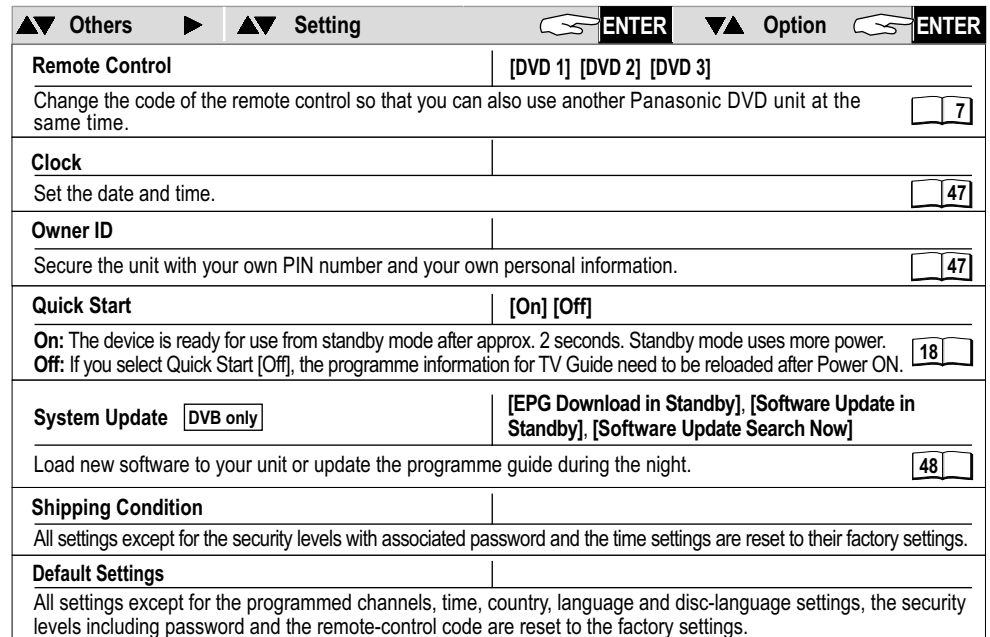 ▲▼ Others ▶ ▲▼ Setting ENTER ▼▲ Option ENTER
Remote Control [DVD 1] [DVD 2] [DVD 3]
Change the code of the remote control so that you can also use another Panasonic DVD unit at the
same time. 7
Clock
Set the date and time. 47
Owner ID
Secure the unit with your own PIN number and your own personal information. 47
Quick Start [On] [Off]
On: The device is ready for use from standby mode after approx. 2 seconds. Standby mode uses more power.
Off: If you select Quick Start [Off], the programme information for TV Guide need to be reloaded after Power ON. 18
System Update DVB only [EPG Download in Standby], [Software Update in
Standby], [Software Update Search Now]
Load new software to your unit or update the programme guide during the night. 48
Shipping Condition
All settings except for the security levels with associated password and the time settings are reset to their factory settings.
Default Settings
All settings except for the programmed channels, time, country, language and disc-language settings, the security
levels including password and the remote-control code are reset to the factory settings.